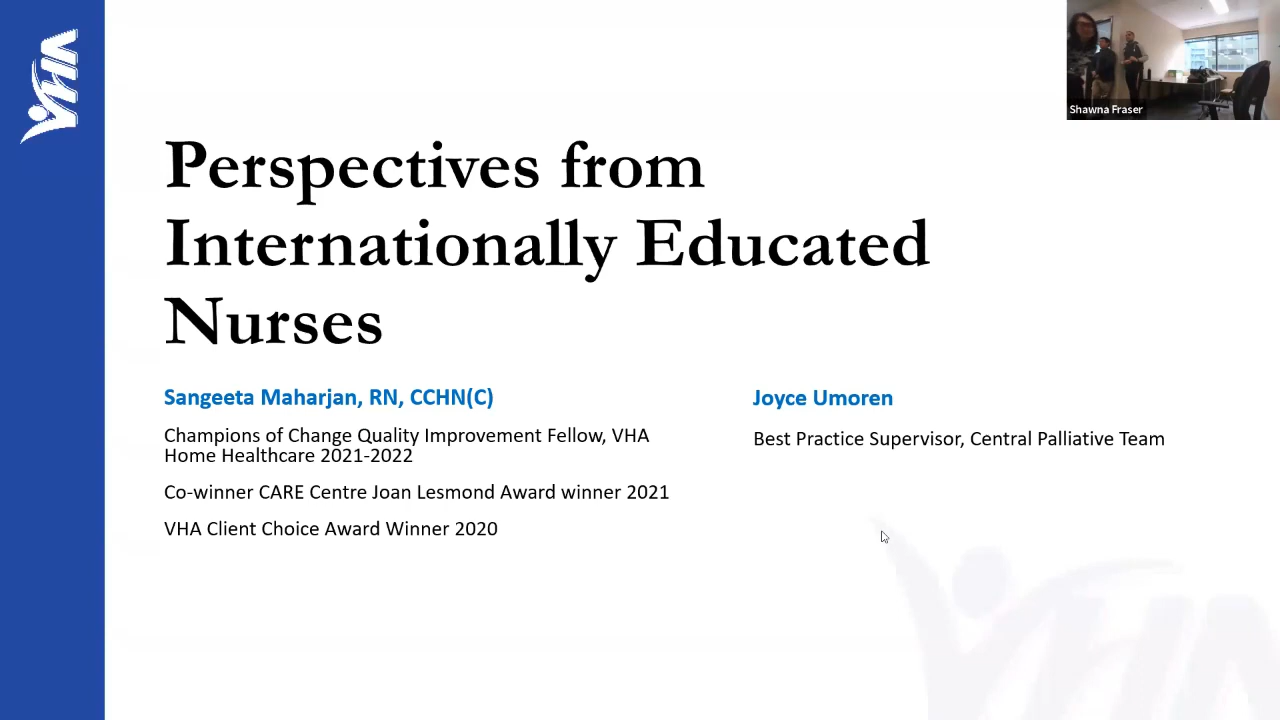 VHA
Shawna Fraser
Perspectives from
Internationally Educated
Nurses
Sangeeta Maharjan, RN, CCHN(C)
Champions of Change Quality Improvement Fellow, VHA
Home Healthcare 2021-2022
Co-winner CARE Centre Joan Lesmond Award winner 2021
VHA Client Choice Award Winner 2020
Joyce Umoren
Best Practice Supervisor, Central Palliative Team
VHA